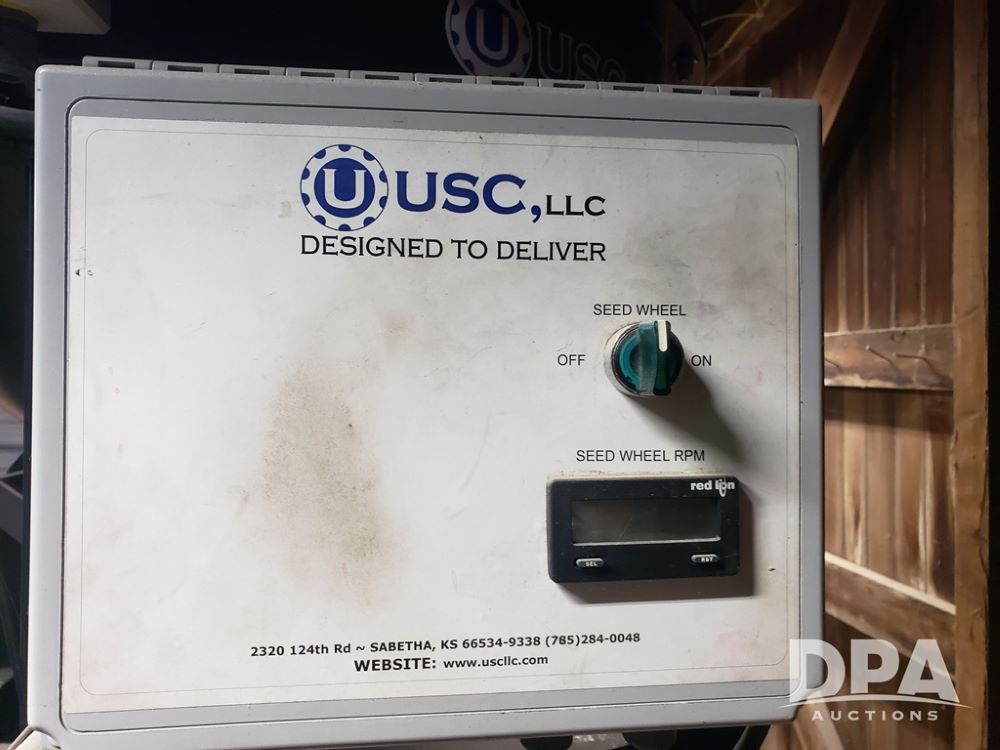 U USC
U USC, LLC
DESIGNED TO DELIVER
SEED WHEEL
OFF ON
SEED WHEEL RPM
red lion
SEL RST
2320 124th Rd ~ SABETHA, KS 66534-9338 (785)284-0048
WEBSITE: www.uscllc.com
DPA
AUCTIONS